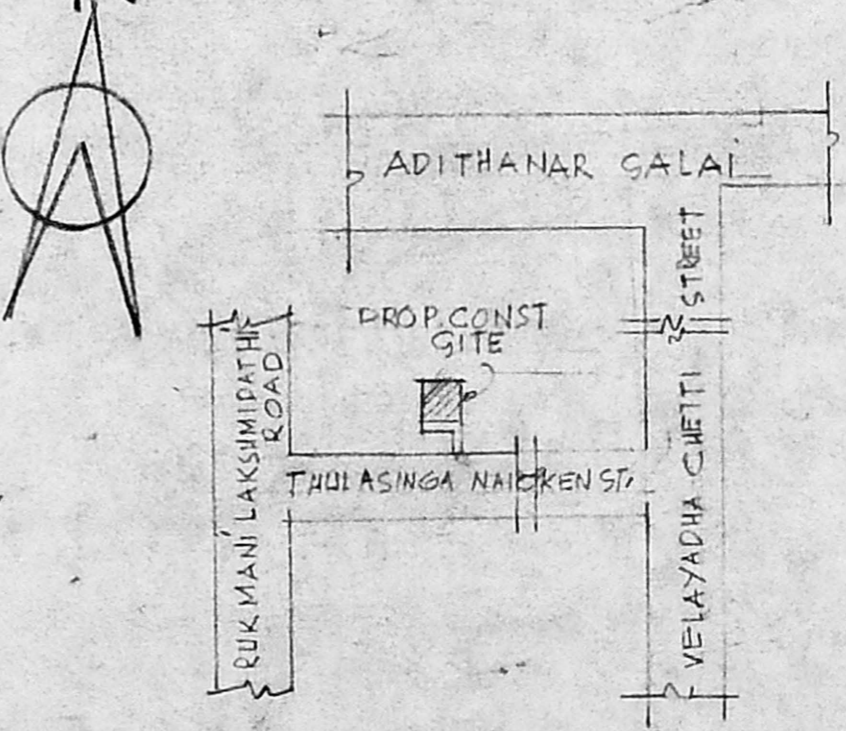 N
ADITHANAR SALAI
PROP. CONST
SITE
RUKMANI LAKSHMIPATHI
ROAD
THULASINGA NAICKEN ST.
VELAYADHA CHETTI STREET